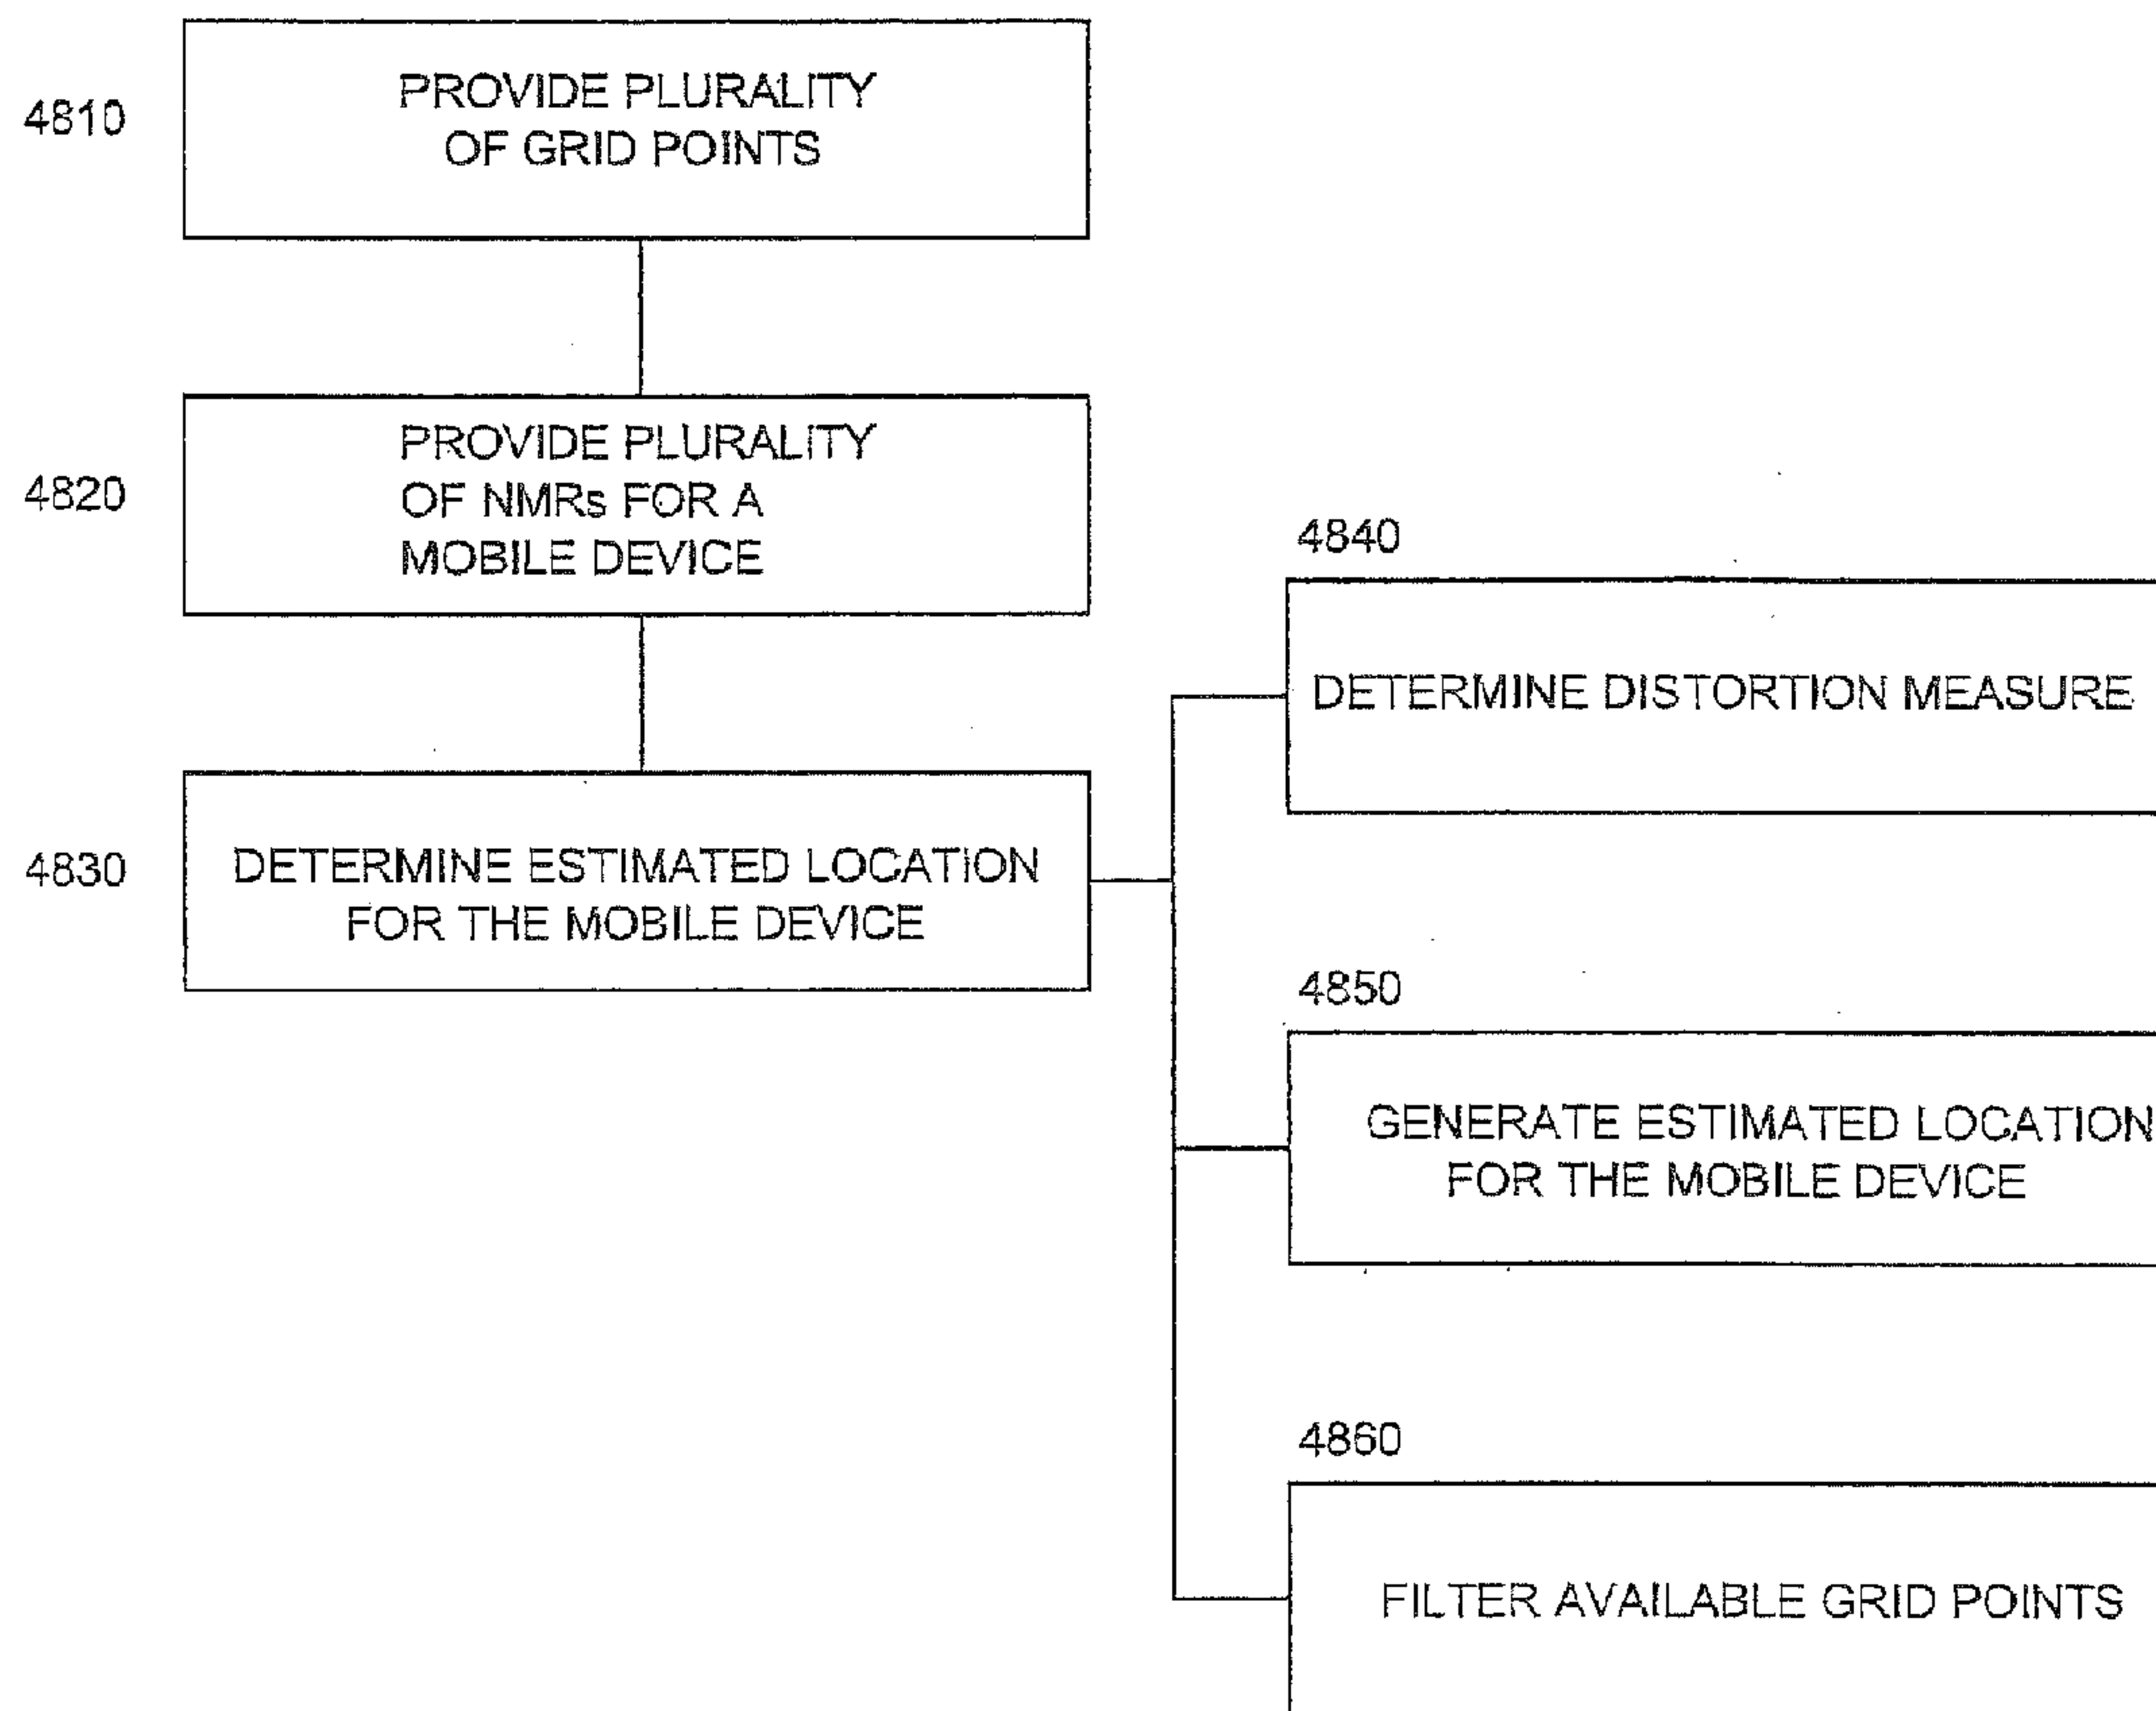 4810
PROVIDE PLURALITY
OF GRID POINTS
4820
PROVIDE PLURALITY
OF NMRs FOR A
MOBILE DEVICE
4830
DETERMINE ESTIMATED LOCATION
FOR THE MOBILE DEVICE
4840
DETERMINE DISTORTION MEASURE
4850
GENERATE ESTIMATED LOCATION
FOR THE MOBILE DEVICE
4860
FILTER AVAILABLE GRID POINTS